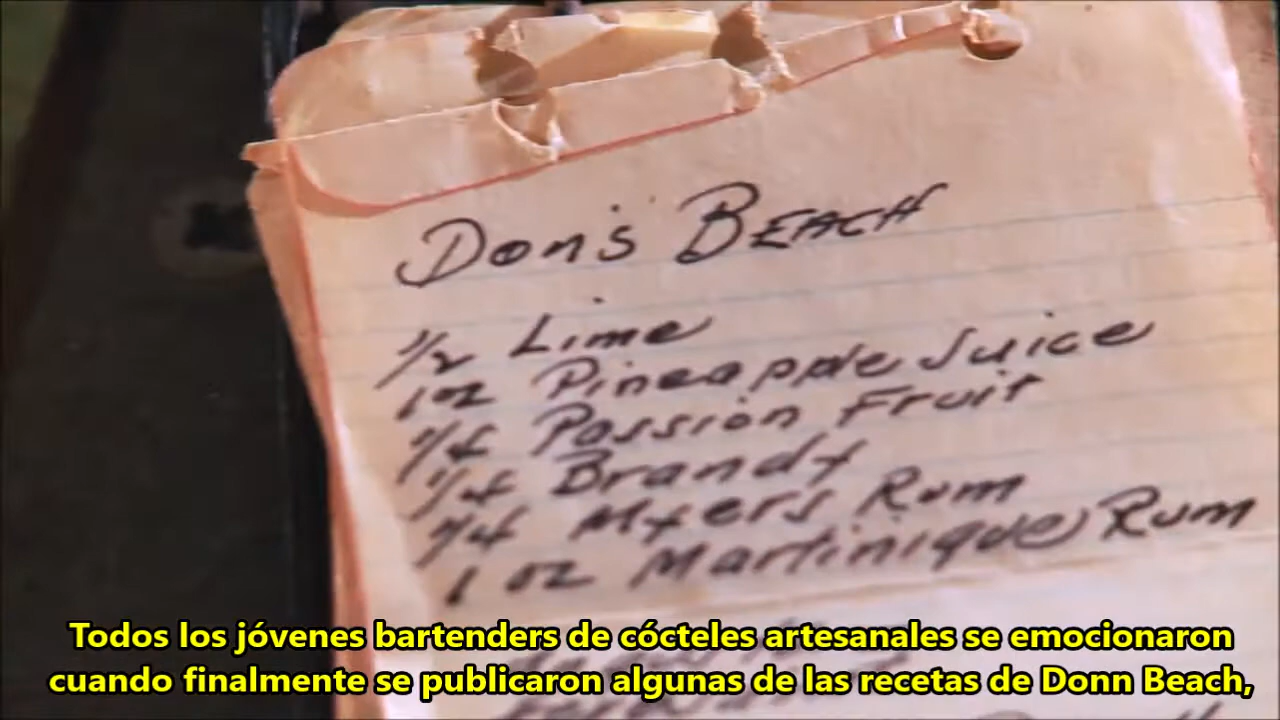 Don's BEACH
1/2 Lime
1 oz Pineapple Juice
1/4 Passion Fruit
1/4 Brandy
Myers Rum
1 oz Martinique Rum
Todos los jóvenes bartenders de cócteles artesanales se emocionaron
cuando finalmente se publicaron algunas de las recetas de Donn Beach,